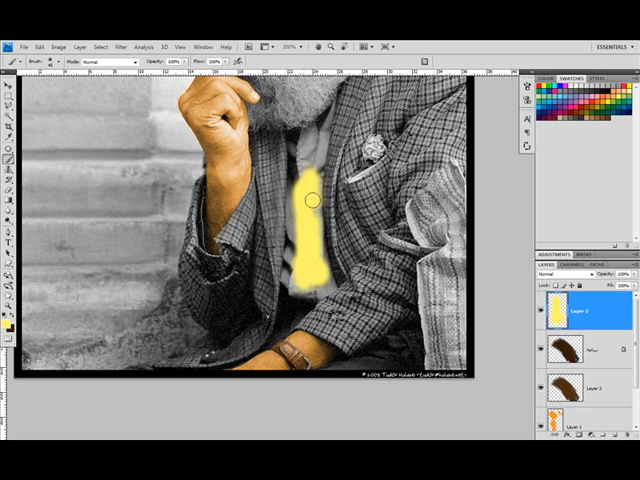 Ps File Edit Image Layer Select Filter Analysis 3D View Window Help 100% ESSENTIALS
Brush: Mode: Normal Opacity: 100% Flow: 100%
COLOR SWATCHES STYLES
ADJUSTMENTS MASKS
LAYERS CHANNELS PATHS
Normal Opacity: 100%
Lock: Fill: 100%
Layer 3
Layer 2
Layer 1